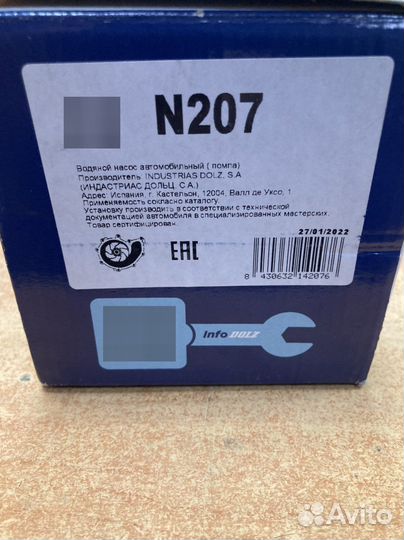 N207
Водяной насос автомобильный ( помпа)
Производитель: INDUSTRIAS DOLZ, S.A
(ИНДАСТРИАС ДОЛЬЦ, С.А.)
Адрес: Испания, г. Кастельон, 12004, Валл де Уксо, 1
Применяемость согласно каталогу.
Установку производить в соответствии с технической
документацией автомобиля в специализированных мастерских.
Товар сертифицирован.
27/01/2022
EAC
8 430632 142076
Info DOLZ
Avito